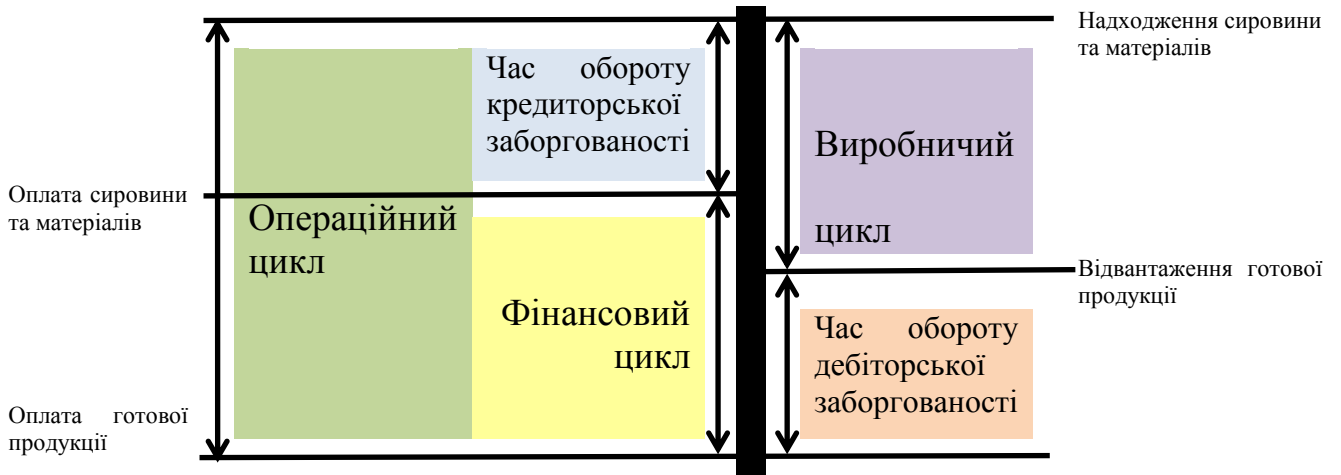 Надходження сировини
та матеріалів
Час обороту
кредиторської
заборгованості
Виробничий
цикл
Оплата сировини
та матеріалів
Операційний
цикл
Відвантаження готової
продукції
Фінансовий
цикл
Час обороту
дебіторської
заборгованості
Оплата готової
продукції